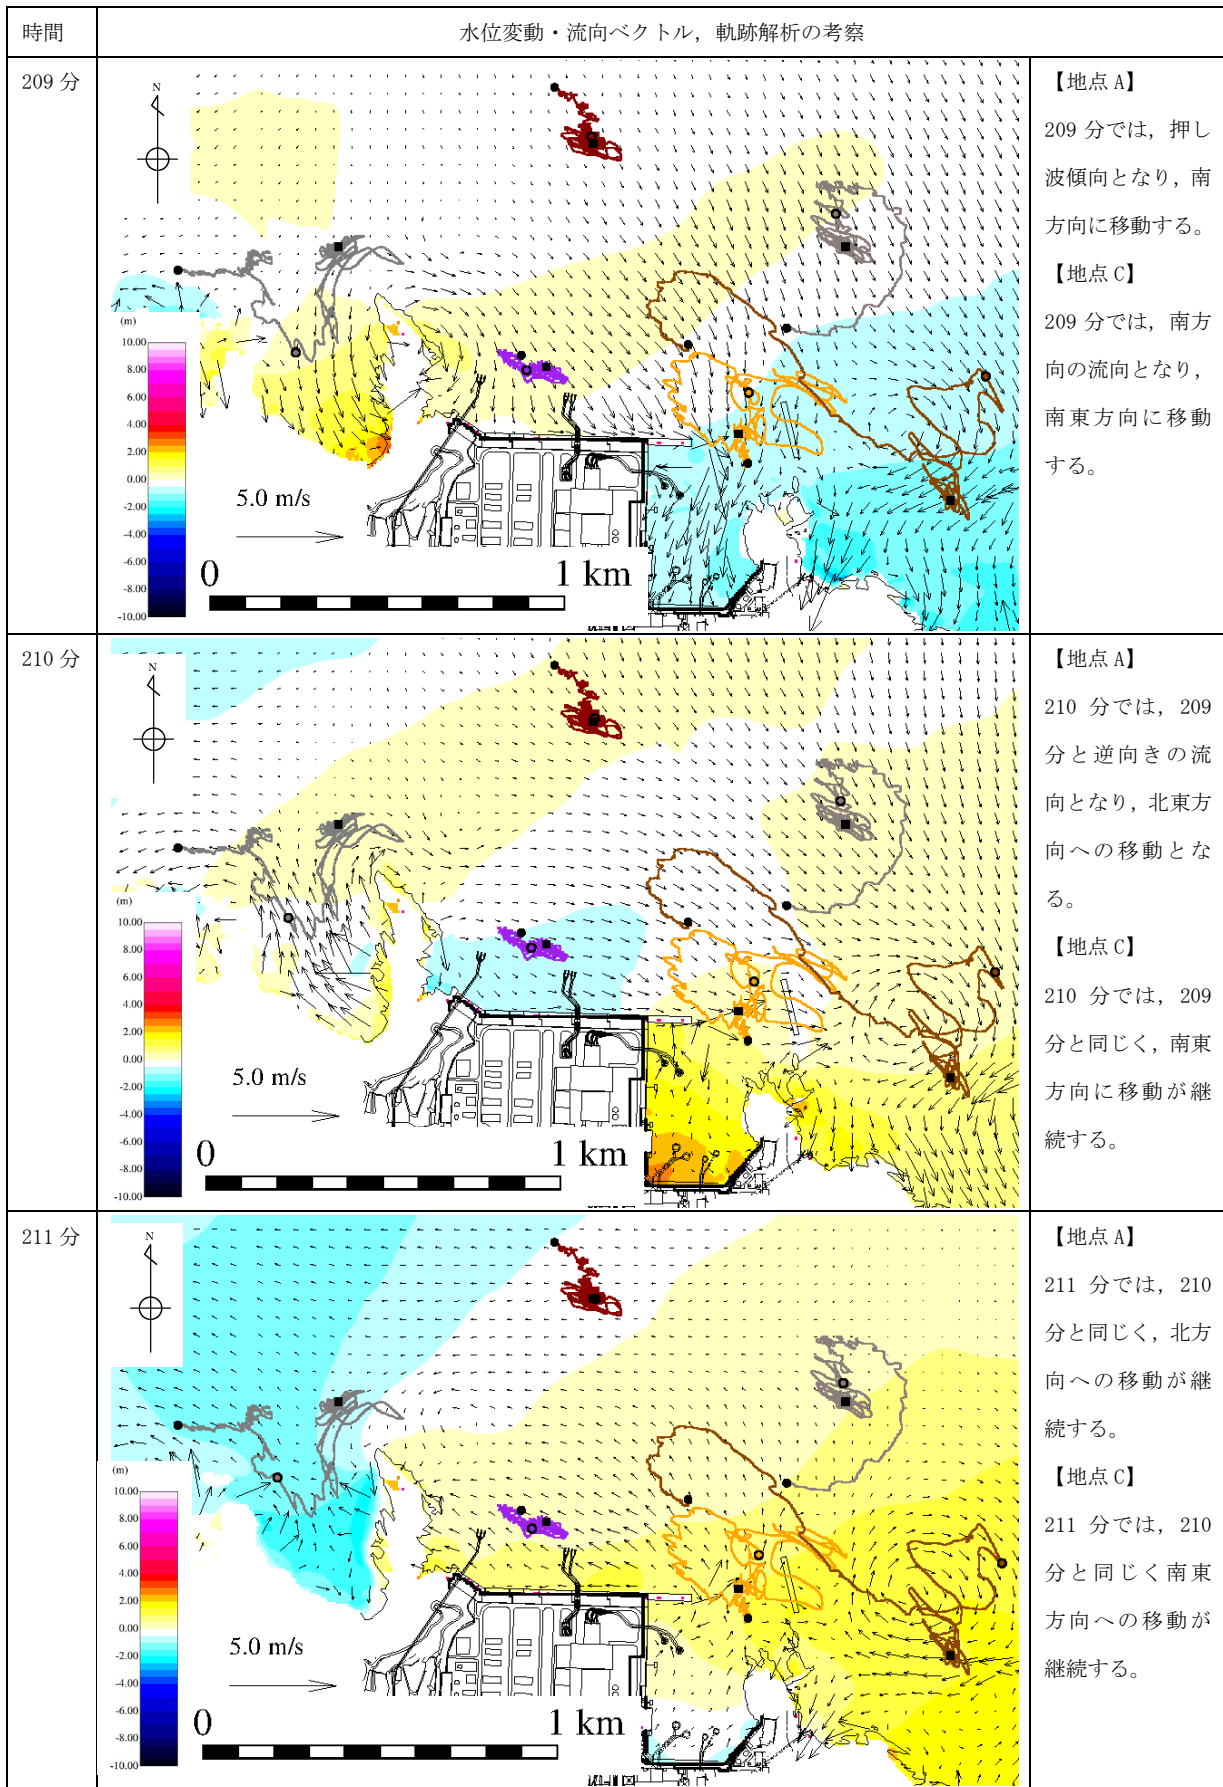 時間
水位変動・流向ベクトル，軌跡解析の考察
209 分
N
(m)
10.00
8.00
6.00
4.00
2.00
0.00
-2.00
-4.00
-6.00
-8.00
-10.00
5.0 m/s
0
1 km
【地点 A】
209 分では，押し
波傾向となり，南
方向に移動する。
【地点 C】
209 分では，南方
向の流向となり，
南東方向に移動
する。
210 分
N
(m)
10.00
8.00
6.00
4.00
2.00
0.00
-2.00
-4.00
-6.00
-8.00
-10.00
5.0 m/s
0
1 km
【地点 A】
210 分では，209
分と逆向きの流
向となり，北東方
向への移動とな
る。
【地点 C】
210 分では，209
分と同じく，南東
方向に移動が継
続する。
211 分
N
(m)
10.00
8.00
6.00
4.00
2.00
0.00
-2.00
-4.00
-6.00
-8.00
-10.00
5.0 m/s
0
1 km
【地点 A】
211 分では，210
分と同じく，北方
向への移動が継
続する。
【地点 C】
211 分では，210
分と同じく南東
方向への移動が
継続する。